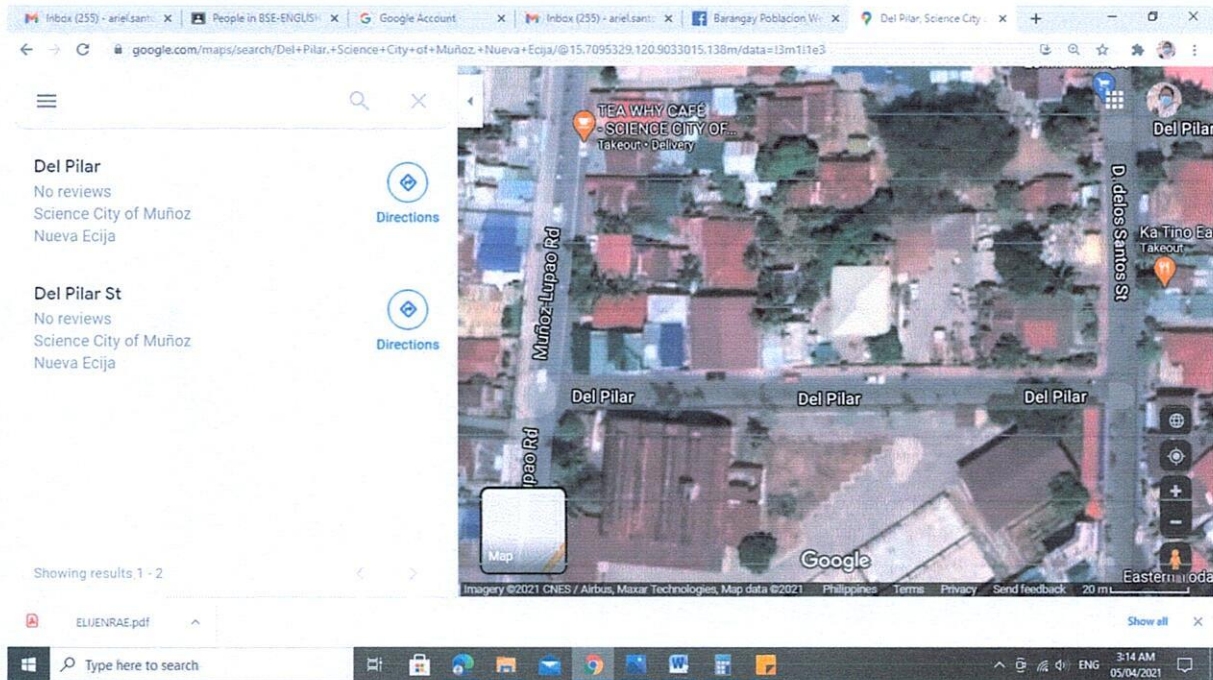 Inbox (255) - ariel.sant
People in BSE-ENGLISH
Google Account
Inbox (255) - ariel.sant
Barangay Poblacion W
Del Pilar, Science City
google.com/maps/search/Del+Pilar,+Science+City+of+Muñoz,+Nueva+Ecija/@15.7095329,120.9033015,138m/data=!3m1!1e3
Del Pilar
No reviews
Science City of Muñoz
Nueva Ecija
Directions
Del Pilar St
No reviews
Science City of Muñoz
Nueva Ecija
Directions
Showing results 1 - 2
TEA WHY CAFÉ
- SCIENCE CITY OF...
Takeout • Delivery
Del Pilar
D. delos Santos St
Ka Tino Ea
Takeout
Muñoz-Lupao Rd
Del Pilar
Del Pilar
Del Pilar
upao Rd
Map
Google
Eastern Toda
Imagery ©2021 CNES / Airbus, Maxar Technologies, Map data ©2021 Philippines Terms Privacy Send feedback 20 m
ELIJENRAE.pdf
Show all
Type here to search
ENG
3:14 AM
05/04/2021